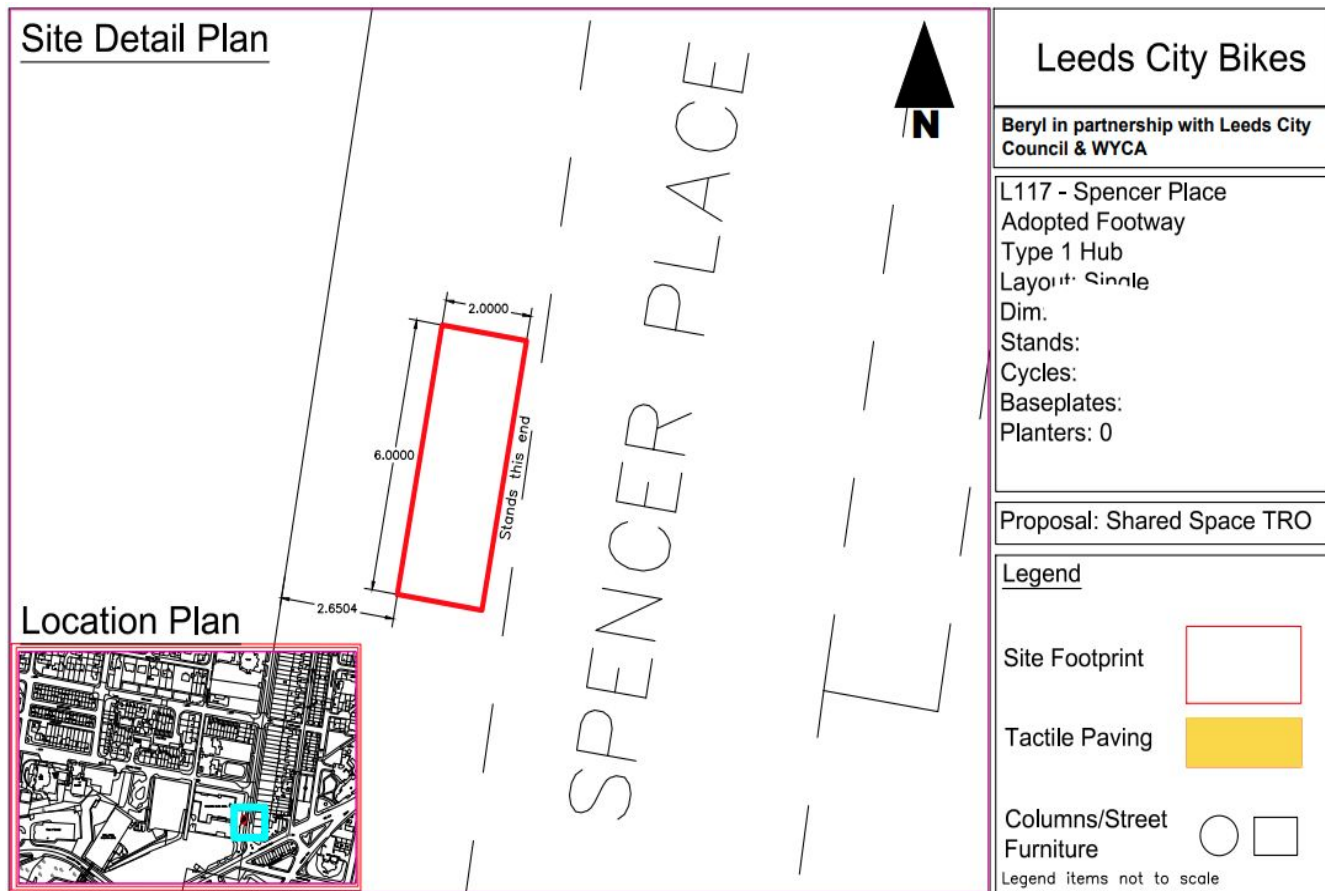 Site Detail Plan
N
2.0000
6.0000
Stands this end
2.6504
SPENCER PLACE
Location Plan
Leeds City Bikes
Beryl in partnership with Leeds City
Council & WYCA
L117 - Spencer Place
Adopted Footway
Type 1 Hub
Layout: Single
Dim:
Stands:
Cycles:
Baseplates:
Planters: 0
Proposal: Shared Space TRO
Legend
Site Footprint
Tactile Paving
Columns/Street
Furniture
Legend items not to scale